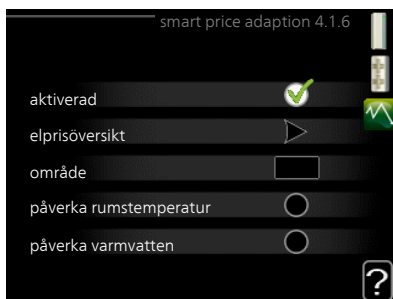 smart price adaption 4.1.6
aktiverad
elprisöversikt
område
påverka rumstemperatur
påverka varmvatten
?